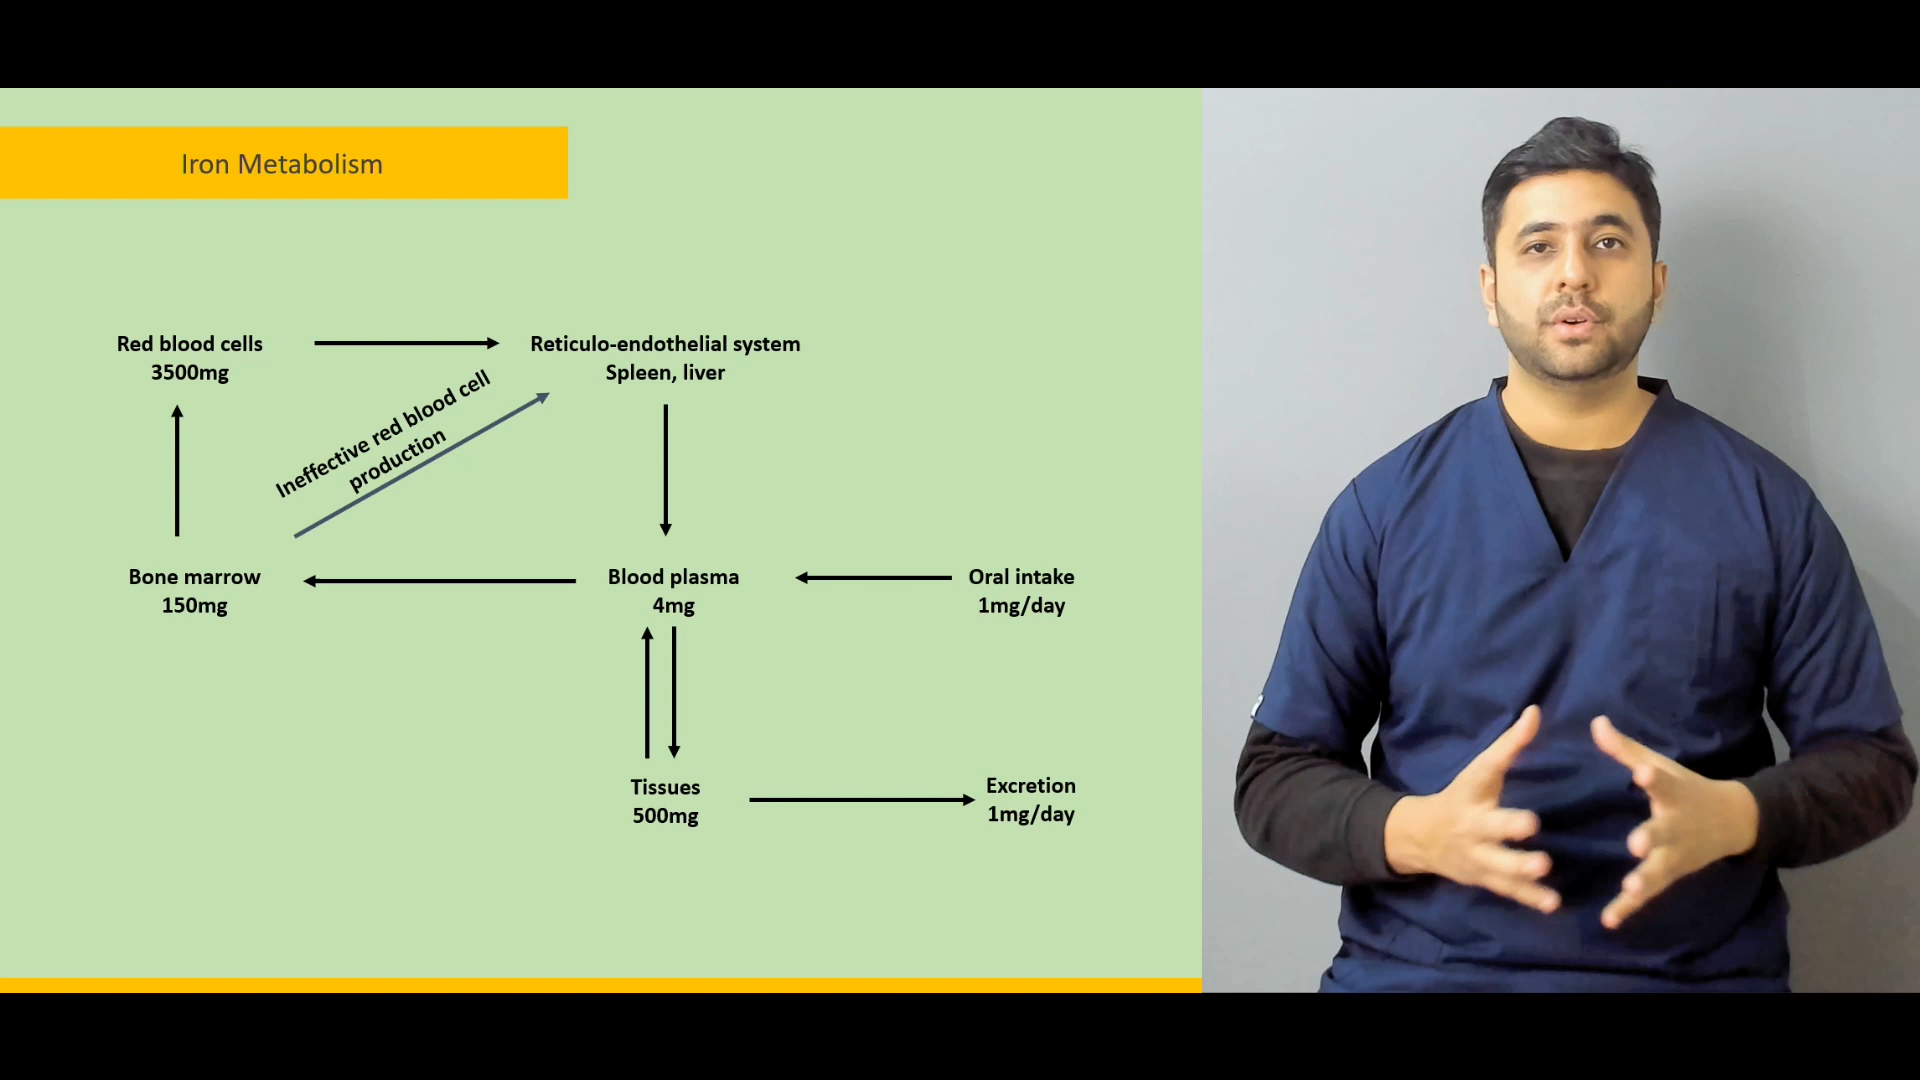 Iron Metabolism
Red blood cells
3500mg
Reticulo-endothelial system
Spleen, liver
Ineffective red blood cell
production
Bone marrow
150mg
Blood plasma
4mg
Oral intake
1mg/day
Tissues
500mg
Excretion
1mg/day